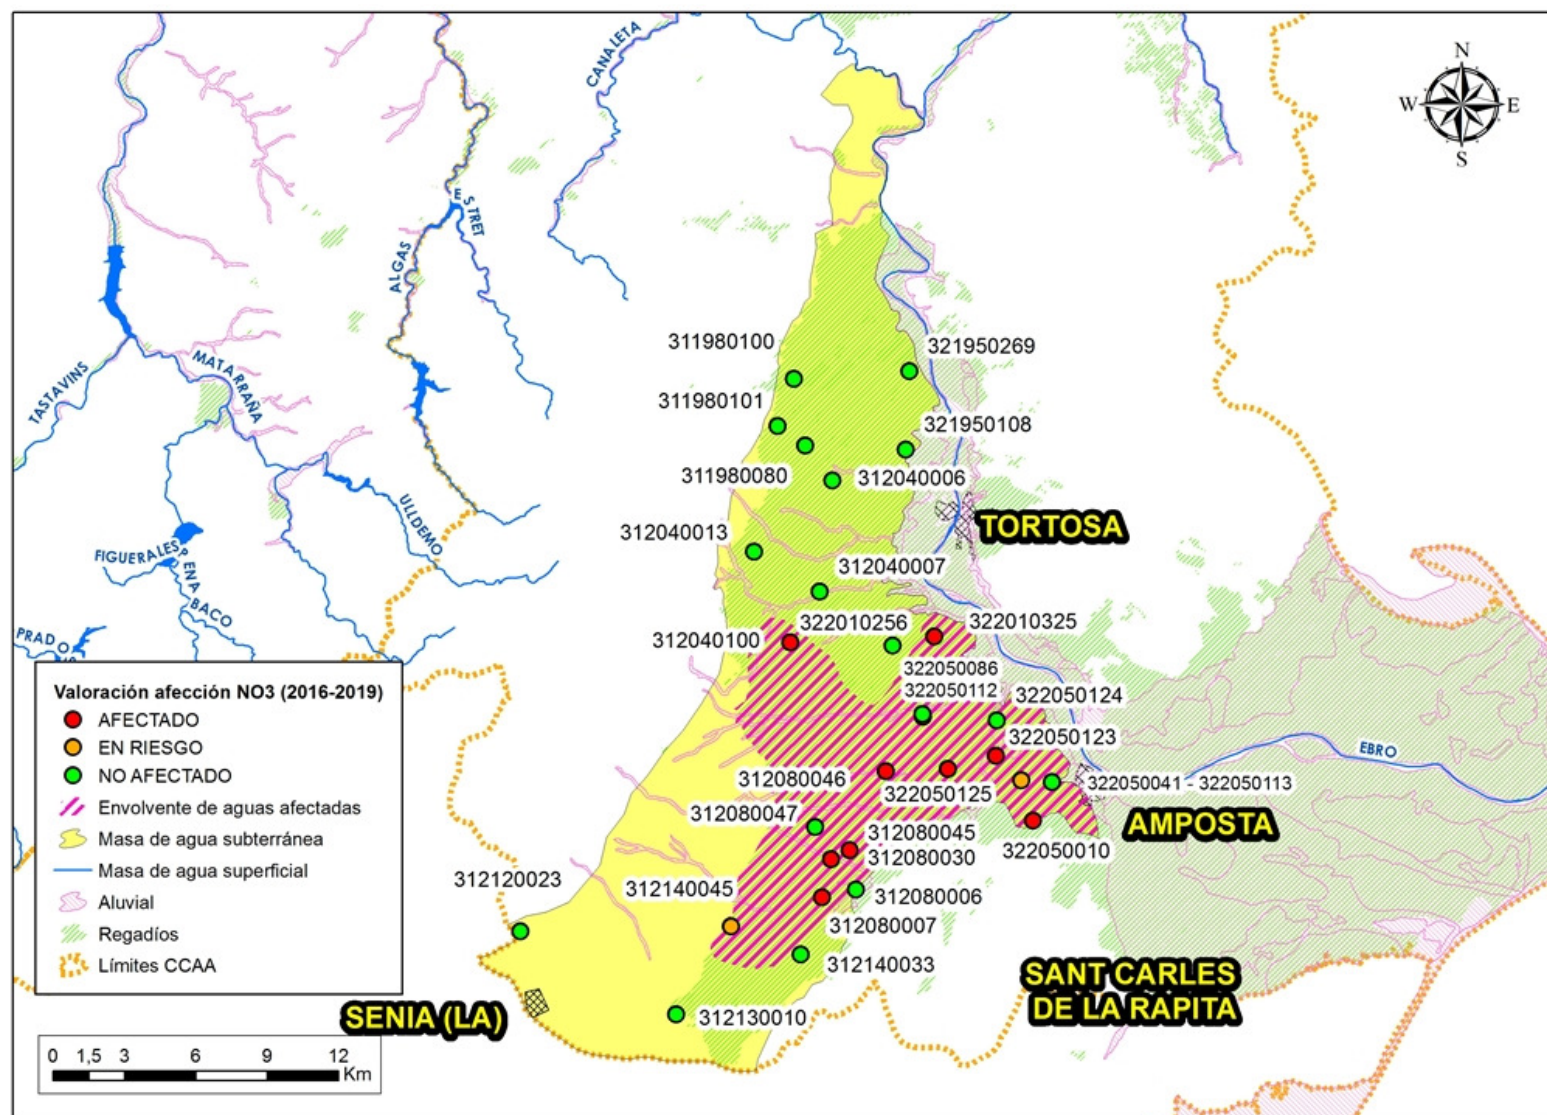 CANALETA
N
W
E
S
ESTRET
ALGAS
311980100
321950269
MATARRAÑA
TASTAVINS
311980101
321950108
311980080
312040006
ULLDEMO
TORTOSA
312040013
FIGUERALES
PENA
312040007
BACO
322010256
322010325
PRADO
312040100
322050086
322050112
322050124
322050123
EBRO
312080046
322050041 - 322050113
322050125
312080047
AMPOSTA
312080045
322050010
312080030
312120023
312140045
312080006
312080007
312140033
SANT CARLES
DE LA RAPITA
SENIA (LA)
312130010
Valoración afección NO3 (2016-2019)
AFECTADO
EN RIESGO
NO AFECTADO
Envolvente de aguas afectadas
Masa de agua subterránea
Masa de agua superficial
Aluvial
Regadíos
Límites CCAA
0 1,5 3 6 9 12
Km